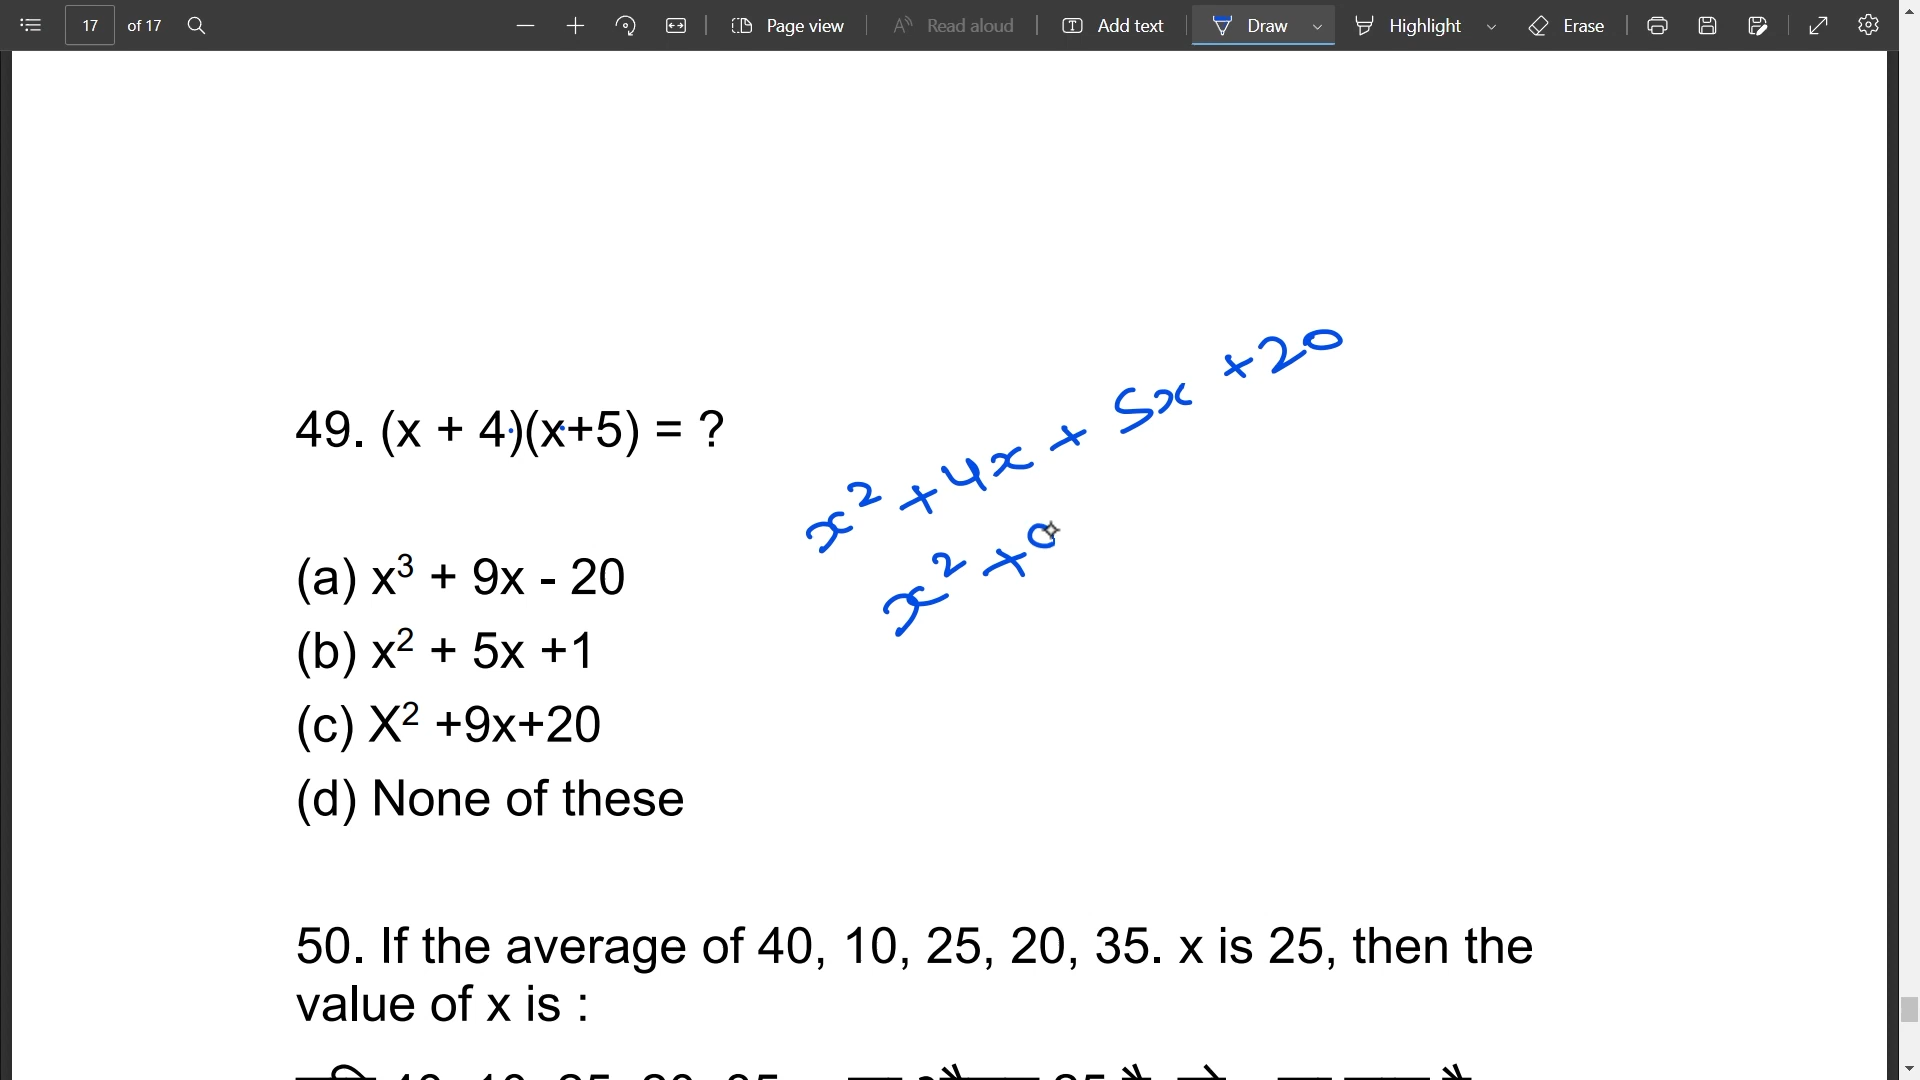 17 of 17 Page view Read aloud Add text Draw Highlight Erase
x² + 4x + 5x + 20
49. (x + 4)(x+5) = ?
x² +
(a) x³ + 9x - 20
(b) x² + 5x +1
(c) X² +9x+20
(d) None of these
50. If the average of 40, 10, 25, 20, 35. x is 25, then the
value of x is :